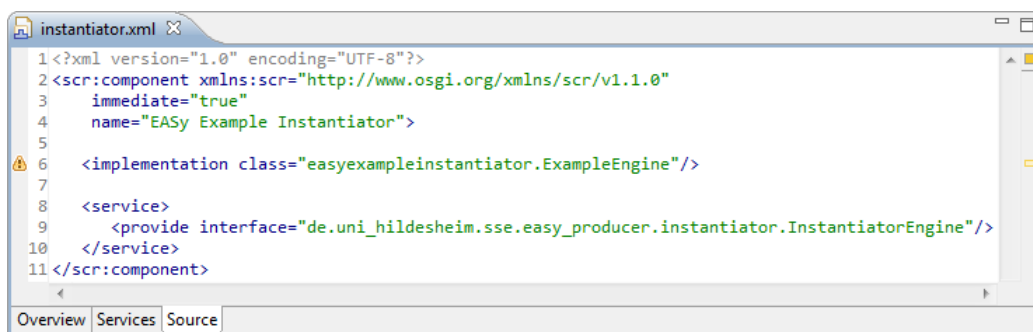 instantiator.xml
1 <?xml version="1.0" encoding="UTF-8"?>
2 <scr:component xmlns:scr="http://www.osgi.org/xmlns/scr/v1.1.0"
3     immediate="true"
4     name="EASy Example Instantiator">
5
6    <implementation class="easyexampleinstantiator.ExampleEngine"/>
7
8    <service>
9       <provide interface="de.uni_hildesheim.sse.easy_producer.instantiator.InstantiatorEngine"/>
10    </service>
11 </scr:component>
Overview Services Source